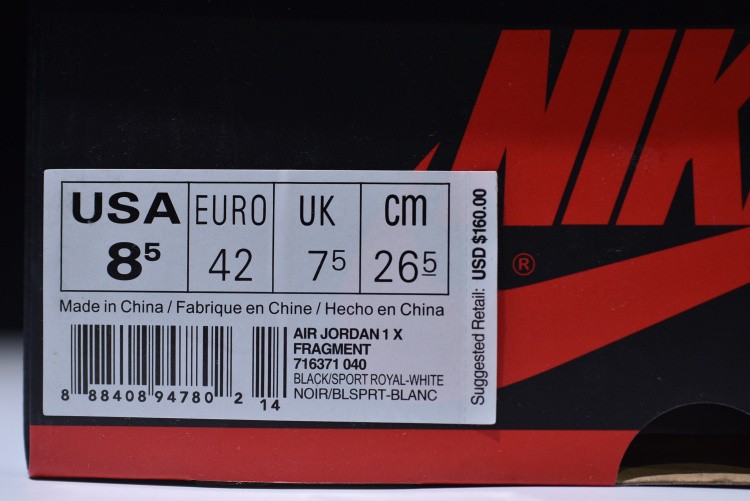 NIK
®
USA EURO UK cm
8⁵ 42 7⁵ 26⁵
Made in China / Fabrique en Chine / Hecho en China
AIR JORDAN 1 X
FRAGMENT
716371 040
BLACK/SPORT ROYAL-WHITE
NOIR/BLSPRT-BLANC
8 88408 94780 2 14
Suggested Retail: USD $160.00